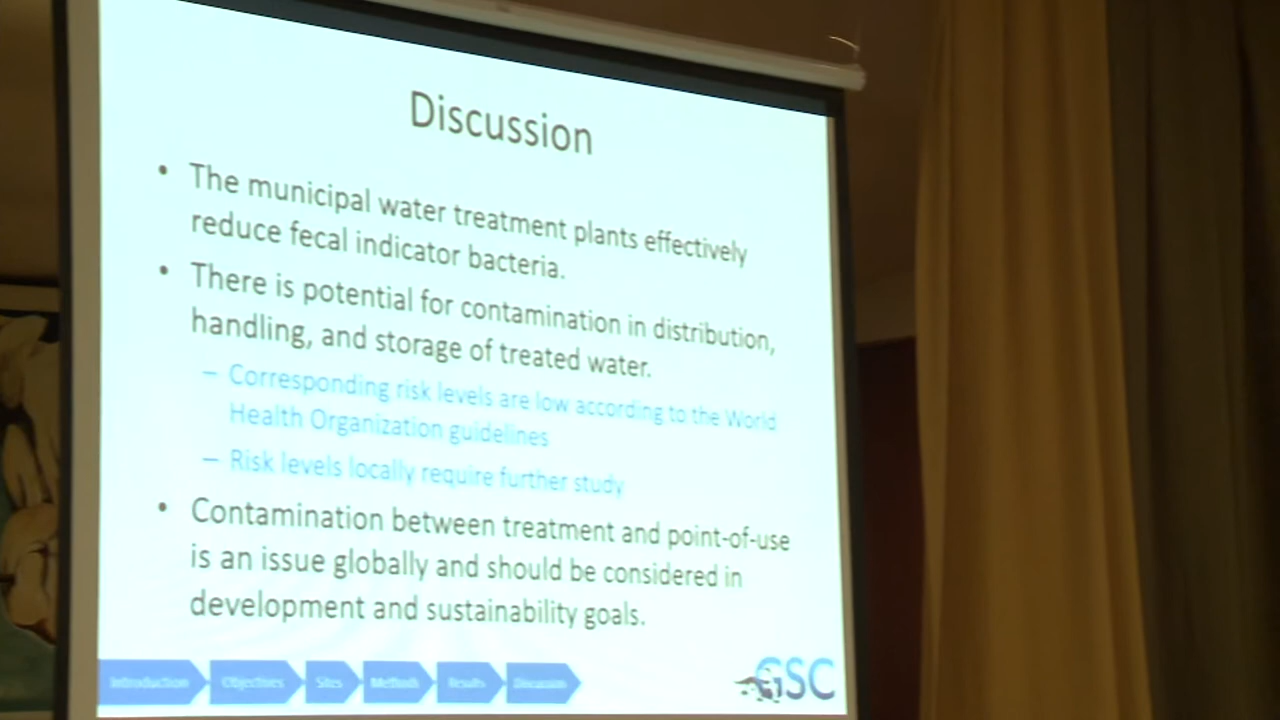 Discussion
• The municipal water treatment plants effectively
reduce fecal indicator bacteria.
• There is potential for contamination in distribution,
handling, and storage of treated water.
– Corresponding risk levels are low according to the World
Health Organization guidelines
– Risk levels locally require further study
• Contamination between treatment and point-of-use
is an issue globally and should be considered in
development and sustainability goals.
Introduction Objectives Sites Methods Results Discussion
GSC